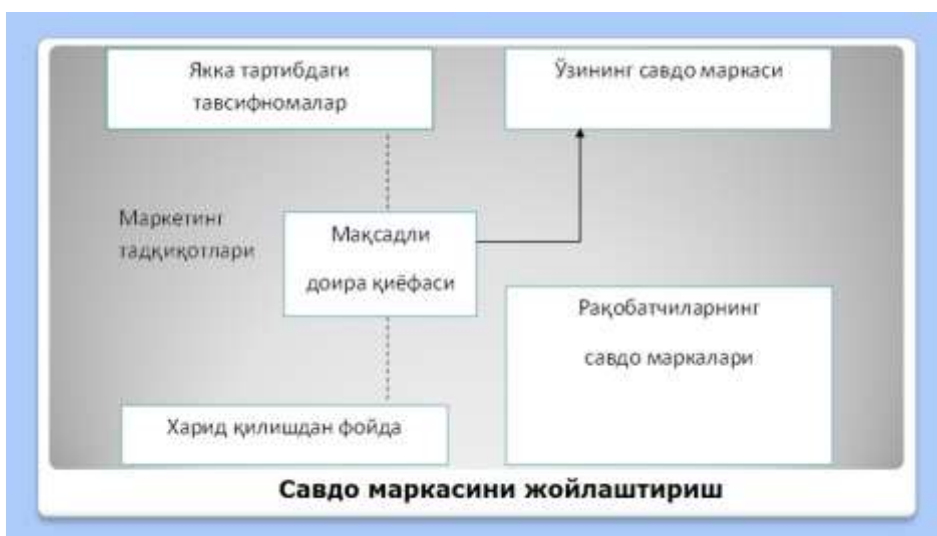 Якка тартибдаги
тавсифномалар
Ўзининг савдо маркаси
Маркетинг
тадқиқотлари
Мақсадли
доира қиёфаси
Рақобатчиларнинг
савдо маркалари
Харид қилишдан фойда
Савдо маркасини жойлаштириш